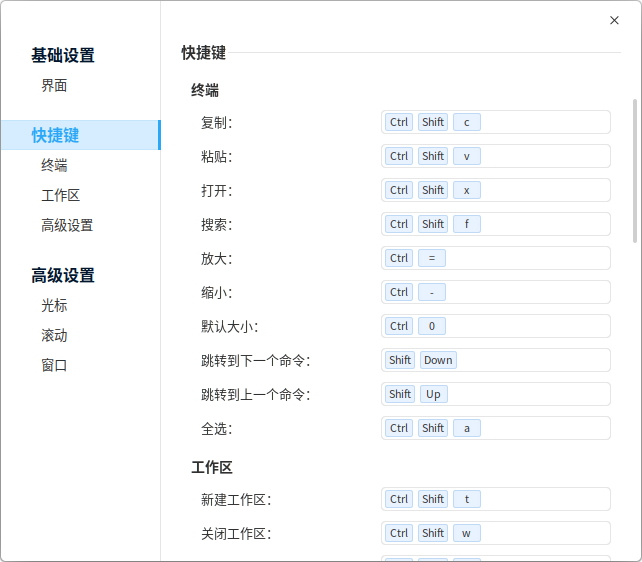 基础设置
界面
快捷键
终端
工作区
高级设置
高级设置
光标
滚动
窗口
快捷键
终端
复制： Ctrl Shift c
粘贴： Ctrl Shift v
打开： Ctrl Shift x
搜索： Ctrl Shift f
放大： Ctrl =
缩小： Ctrl -
默认大小： Ctrl 0
跳转到下一个命令： Shift Down
跳转到上一个命令： Shift Up
全选： Ctrl Shift a
工作区
新建工作区： Ctrl Shift t
关闭工作区： Ctrl Shift w